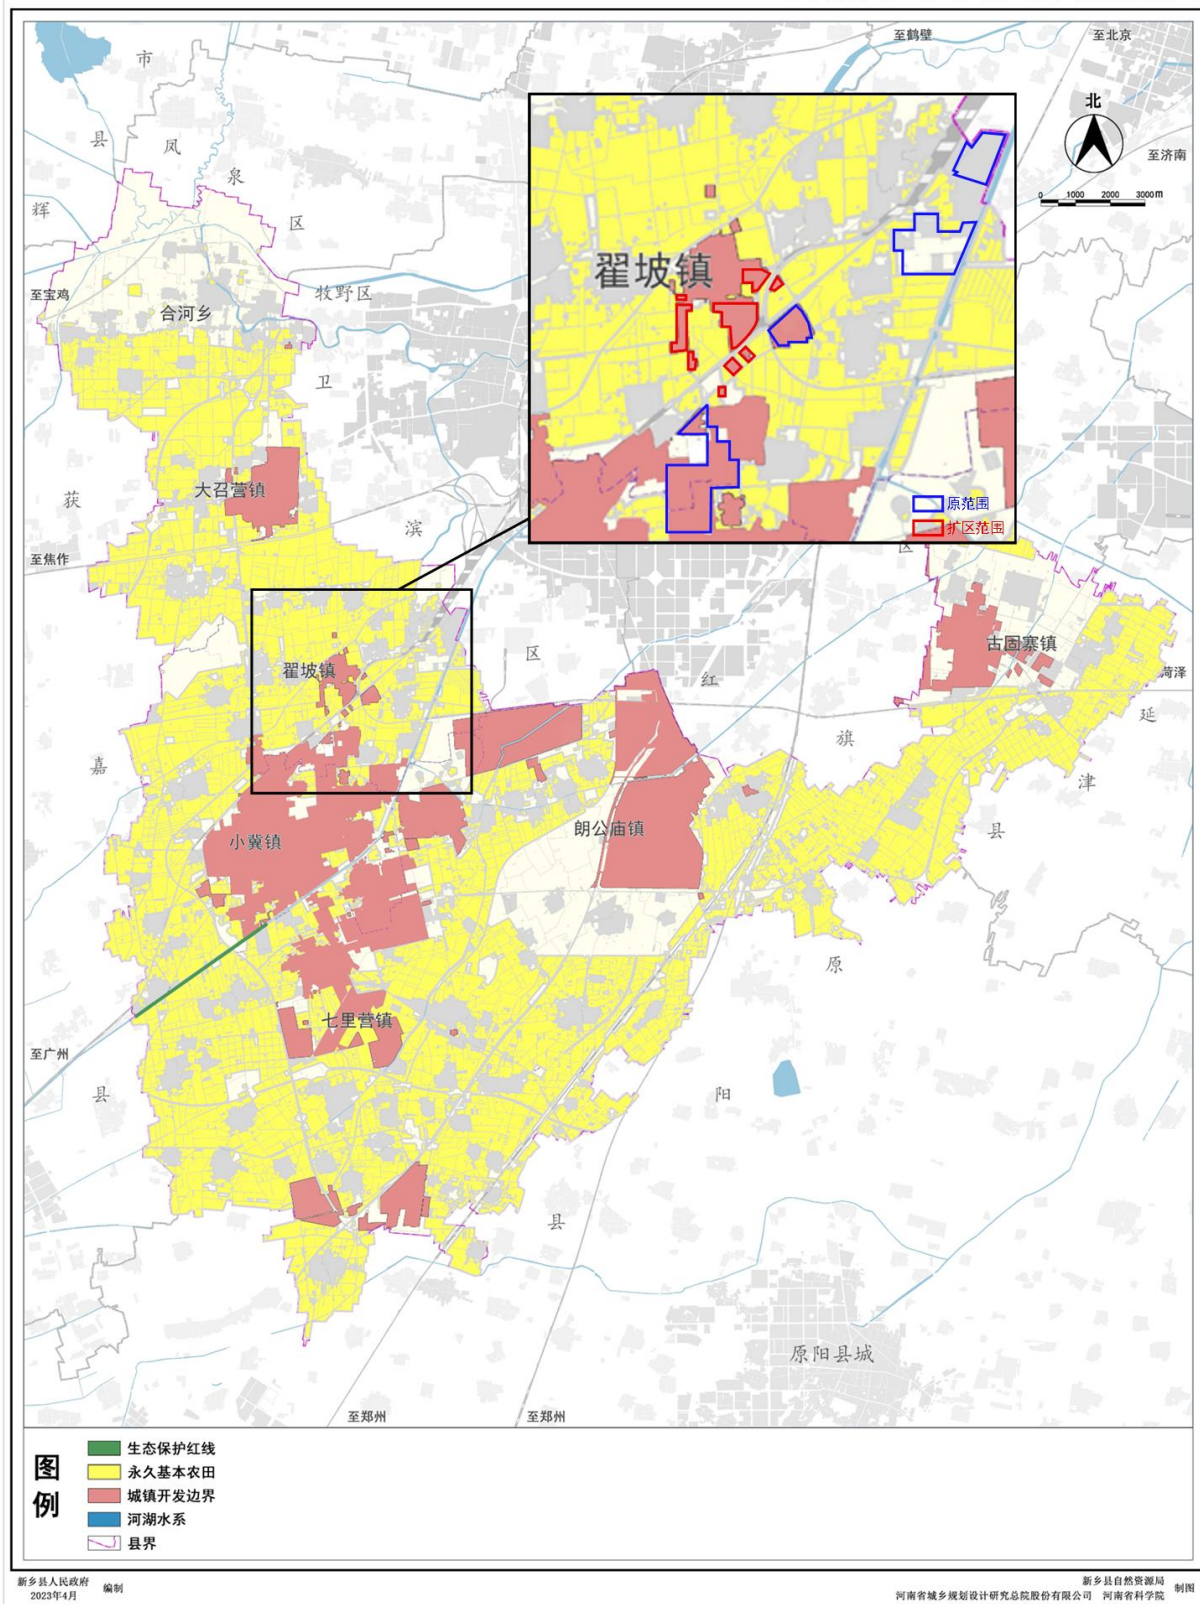 至鹤壁
至北京
市
北
县
凤
至济南
泉
辉
区
0 1000 2000 3000m
翟坡镇
至宝鸡
牧野区
合河乡
卫
大召营镇
获
原范围
扩区范围
滨
区
至焦作
区
古固寨镇
翟坡镇
红
菏泽
延
旗
嘉
津
小冀镇
朗公庙镇
县
原
七里营镇
至广州
县
阳
县
原阳县城
至郑州
至郑州
图例
生态保护红线
永久基本农田
城镇开发边界
河湖水系
县界
新乡县人民政府
2023年4月
编制
新乡县自然资源局
河南省城乡规划设计研究总院股份有限公司 河南省科学院
制图